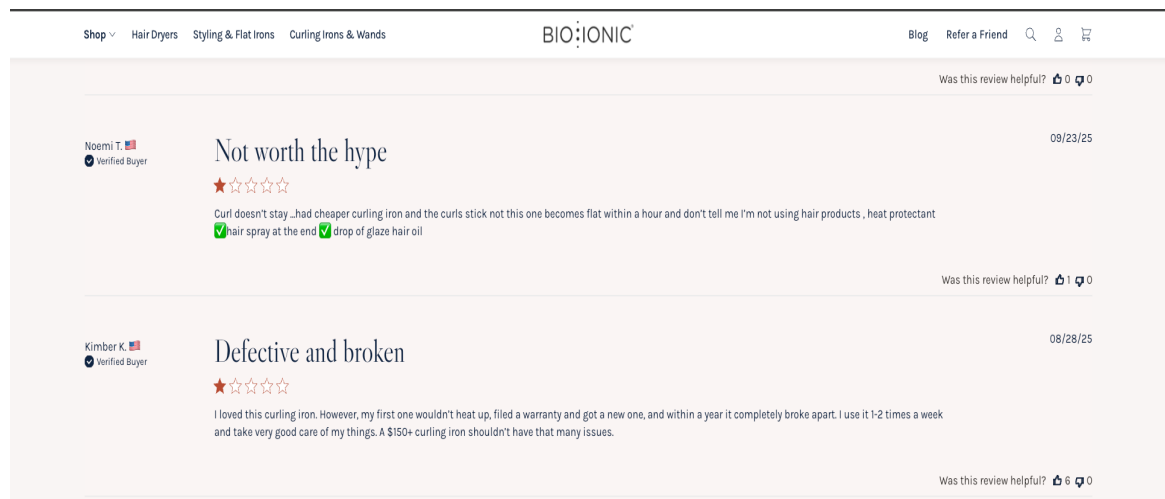 Shop Hair Dryers Styling & Flat Irons Curling Irons & Wands BIO IONIC® Blog Refer a Friend
Was this review helpful? 0 0
Noemi T. 🇺🇸
Verified Buyer
Not worth the hype
09/23/25
Curl doesn't stay ...had cheaper curling iron and the curls stick not this one becomes flat within a hour and don't tell me I'm not using hair products , heat protectant
✅hair spray at the end ✅ drop of glaze hair oil
Was this review helpful? 1 0
Kimber K. 🇺🇸
Verified Buyer
Defective and broken
08/28/25
I loved this curling iron. However, my first one wouldn't heat up, filed a warranty and got a new one, and within a year it completely broke apart. I use it 1-2 times a week
and take very good care of my things. A $150+ curling iron shouldn't have that many issues.
Was this review helpful? 6 0